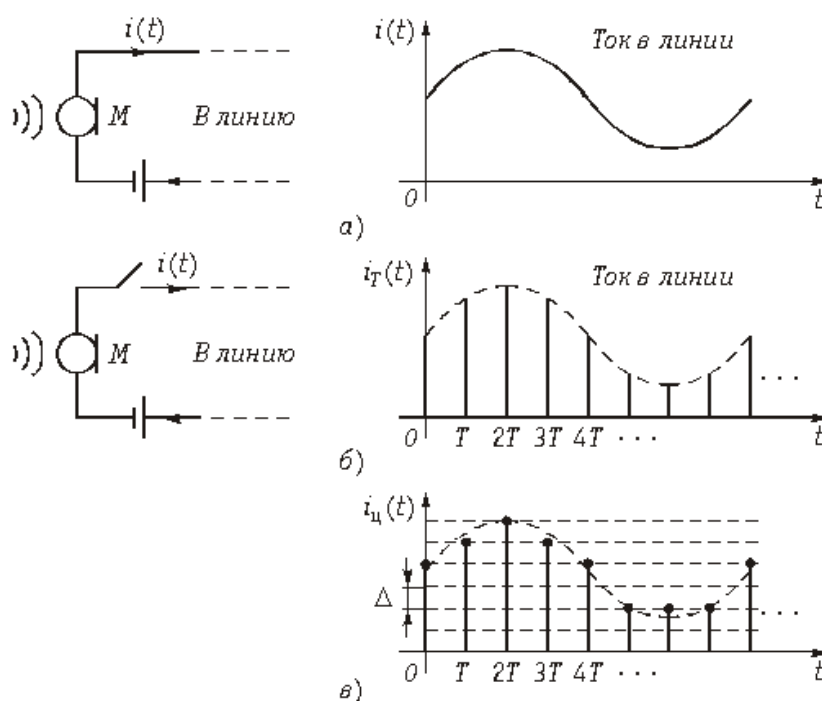 i(t)
M
В линию
i(t)
Ток в линии
0
t
а)
i(t)
M
В линию
i_T(t)
Ток в линии
. . .
0 T 2T 3T 4T . . .
t
б)
i_ц(t)
Δ
. . .
0 T 2T 3T 4T . . .
t
в)